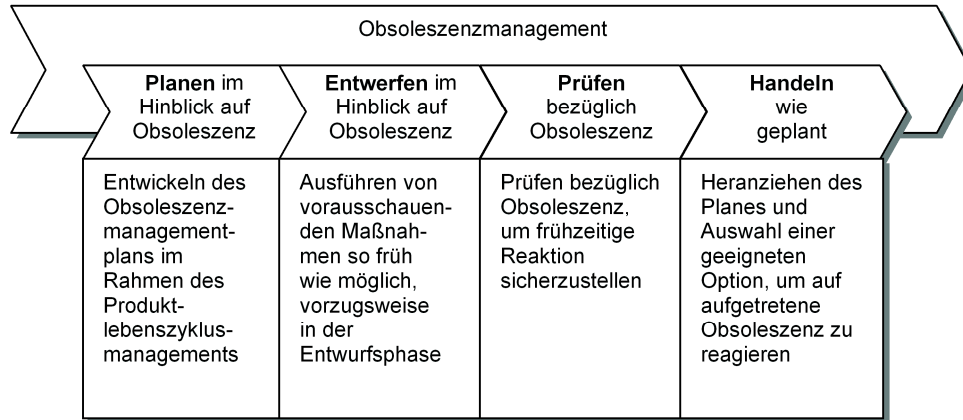 Obsoleszenzmanagement
Planen im
Hinblick auf
Obsoleszenz
Entwerfen im
Hinblick auf
Obsoleszenz
Prüfen
bezüglich
Obsoleszenz
Handeln
wie
geplant
Entwickeln des
Obsoleszenz-
management-
plans im
Rahmen des
Produkt-
lebenszyklus-
managements
Ausführen von
vorausschauen-
den Maßnah-
men so früh
wie möglich,
vorzugsweise
in der
Entwurfsphase
Prüfen bezüglich
Obsoleszenz,
um frühzeitige
Reaktion
sicherzustellen
Heranziehen des
Planes und
Auswahl einer
geeigneten
Option, um auf
aufgetretene
Obsoleszenz zu
reagieren